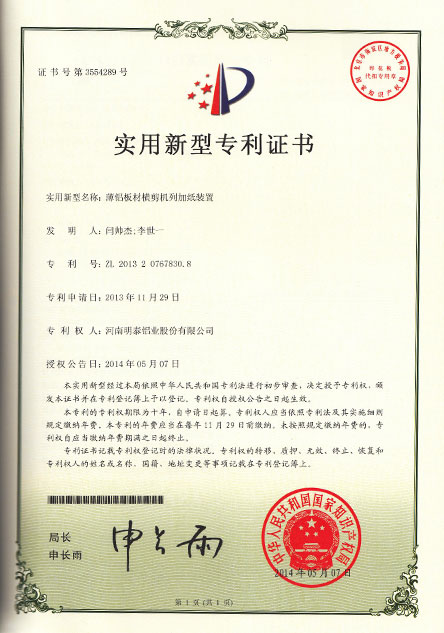 证书号第3554289号
代扣专用章
实用新型专利证书
实用新型名称：薄铝板材横剪机列加纸装置
发明人：闫帅杰;李世一
专利号：ZL 2013 2 0767830.8
专利申请日：2013年11月29日
专利权人：河南明泰铝业股份有限公司
授权公告日：2014年05月07日
本实用新型经过本局依照中华人民共和国专利法进行初步审查，决定授予专利权，颁
发本证书并在专利登记簿上予以登记。专利权自授权公告之日起生效。
本专利的专利权期限为十年，自申请日起算。专利权人应当依照专利法及其实施细则
规定缴纳年费。本专利的年费应当在每年11月29日前缴纳。未按照规定缴纳年费的，专
利权自应当缴纳年费期满之日起终止。
专利证书记载专利权登记时的法律状况。专利权的转移、质押、无效、终止、恢复和
专利权人的姓名或名称、国籍、地址变更等事项记载在专利登记簿上。
局长
申长雨
申长雨
中华人民共和国国家知识产权局
2014年05月07日
第1页(共1页)